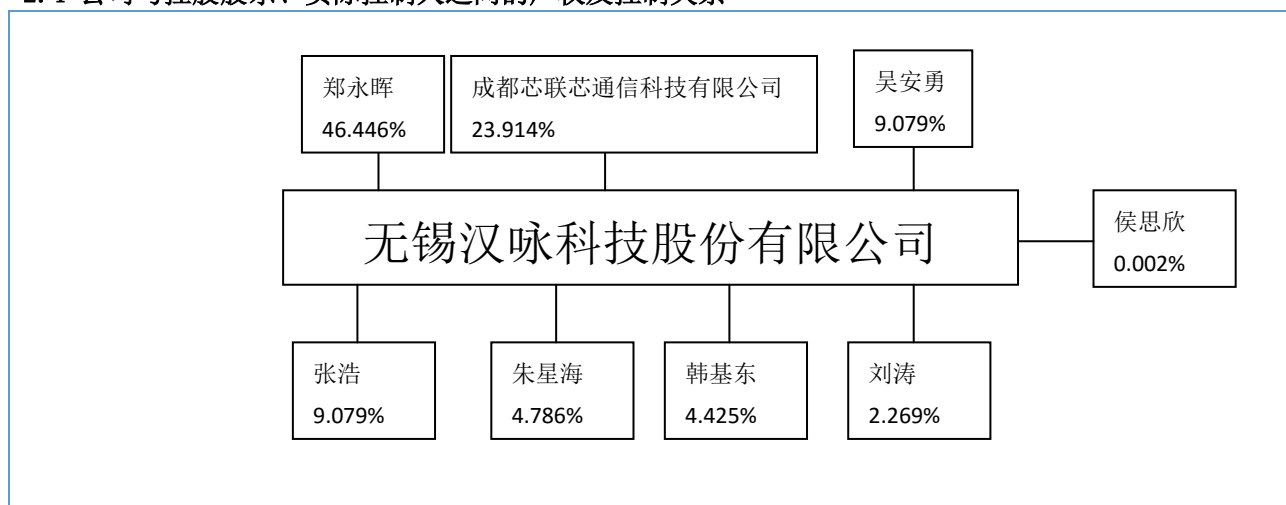 郑永晖
46.446%
成都芯联芯通信科技有限公司
23.914%
吴安勇
9.079%
无锡汉咏科技股份有限公司
侯思欣
0.002%
张浩
9.079%
朱星海
4.786%
韩基东
4.425%
刘涛
2.269%